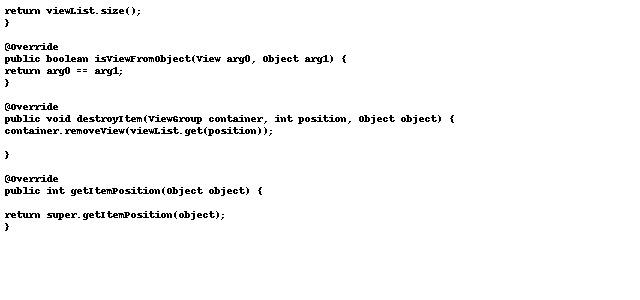 return viewList.size();
}
@Override
public boolean isViewFromObject(View arg0, Object arg1) {
return arg0 == arg1;
}
@Override
public void destroyItem(ViewGroup container, int position, Object object) {
container.removeView(viewList.get(position));
}
@Override
public int getItemPosition(Object object) {
return super.getItemPosition(object);
}